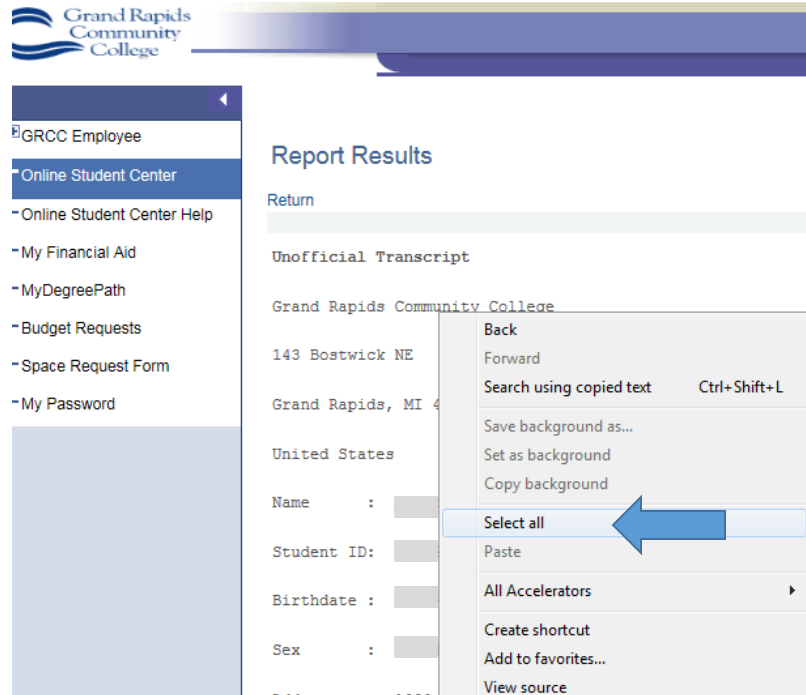 Grand Rapids
Community
College
GRCC Employee
Online Student Center
Online Student Center Help
My Financial Aid
MyDegreePath
Budget Requests
Space Request Form
My Password
Report Results
Return
Unofficial Transcript
Grand Rapids Community College
143 Bostwick NE
Grand Rapids, MI 4
United States
Name :
Student ID:
Birthdate :
Sex :
Back
Forward
Search using copied text Ctrl+Shift+L
Save background as...
Set as background
Copy background
Select all
Paste
All Accelerators
Create shortcut
Add to favorites...
View source